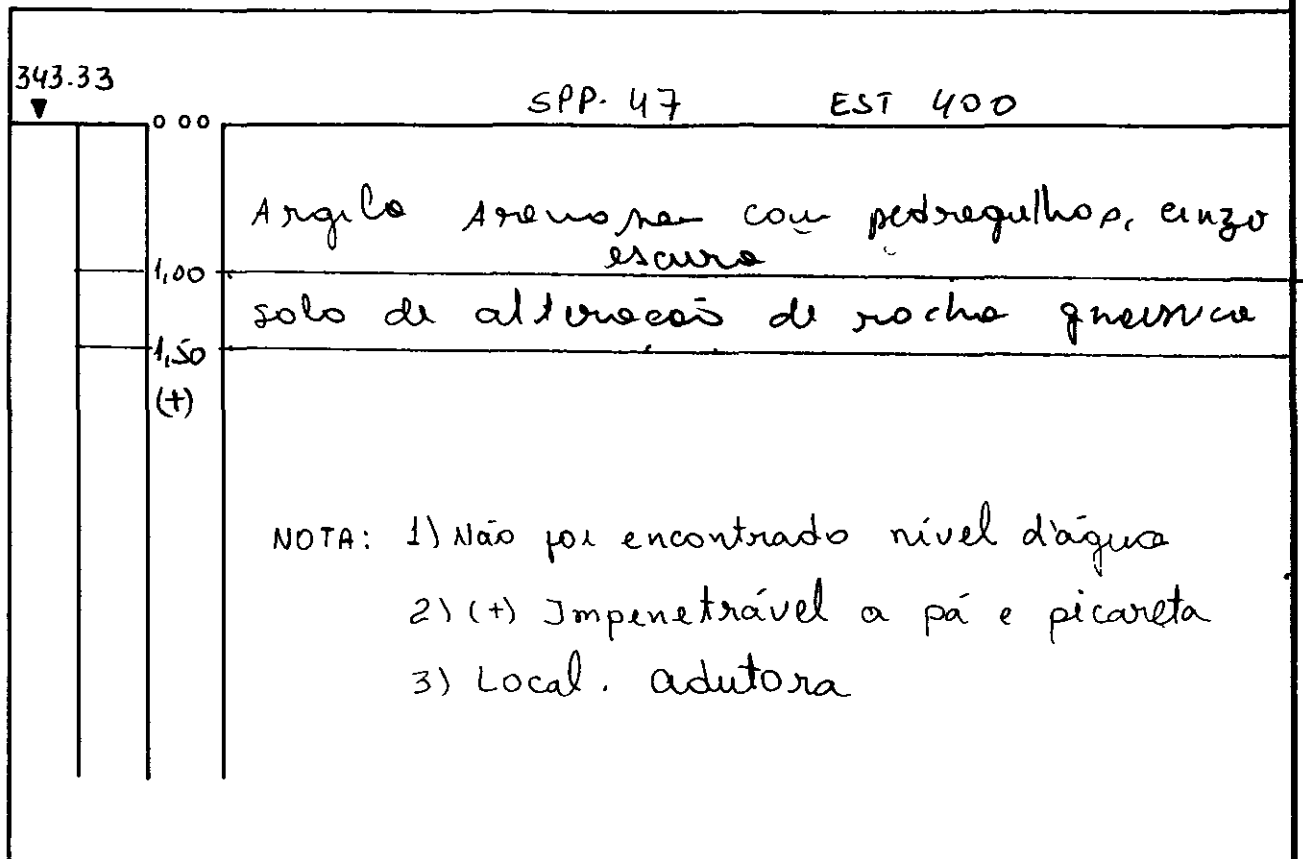 343.33
SPP. 47 EST 400
0 00
Argila Arenosa com pedregulhos, cinza
escura
1,00
solo de alteração de rocha gnaissica
1,50
(+)
NOTA: 1) Não foi encontrado nível d'água
2) (+) Impenetrável a pá e picareta
3) Local. adutora